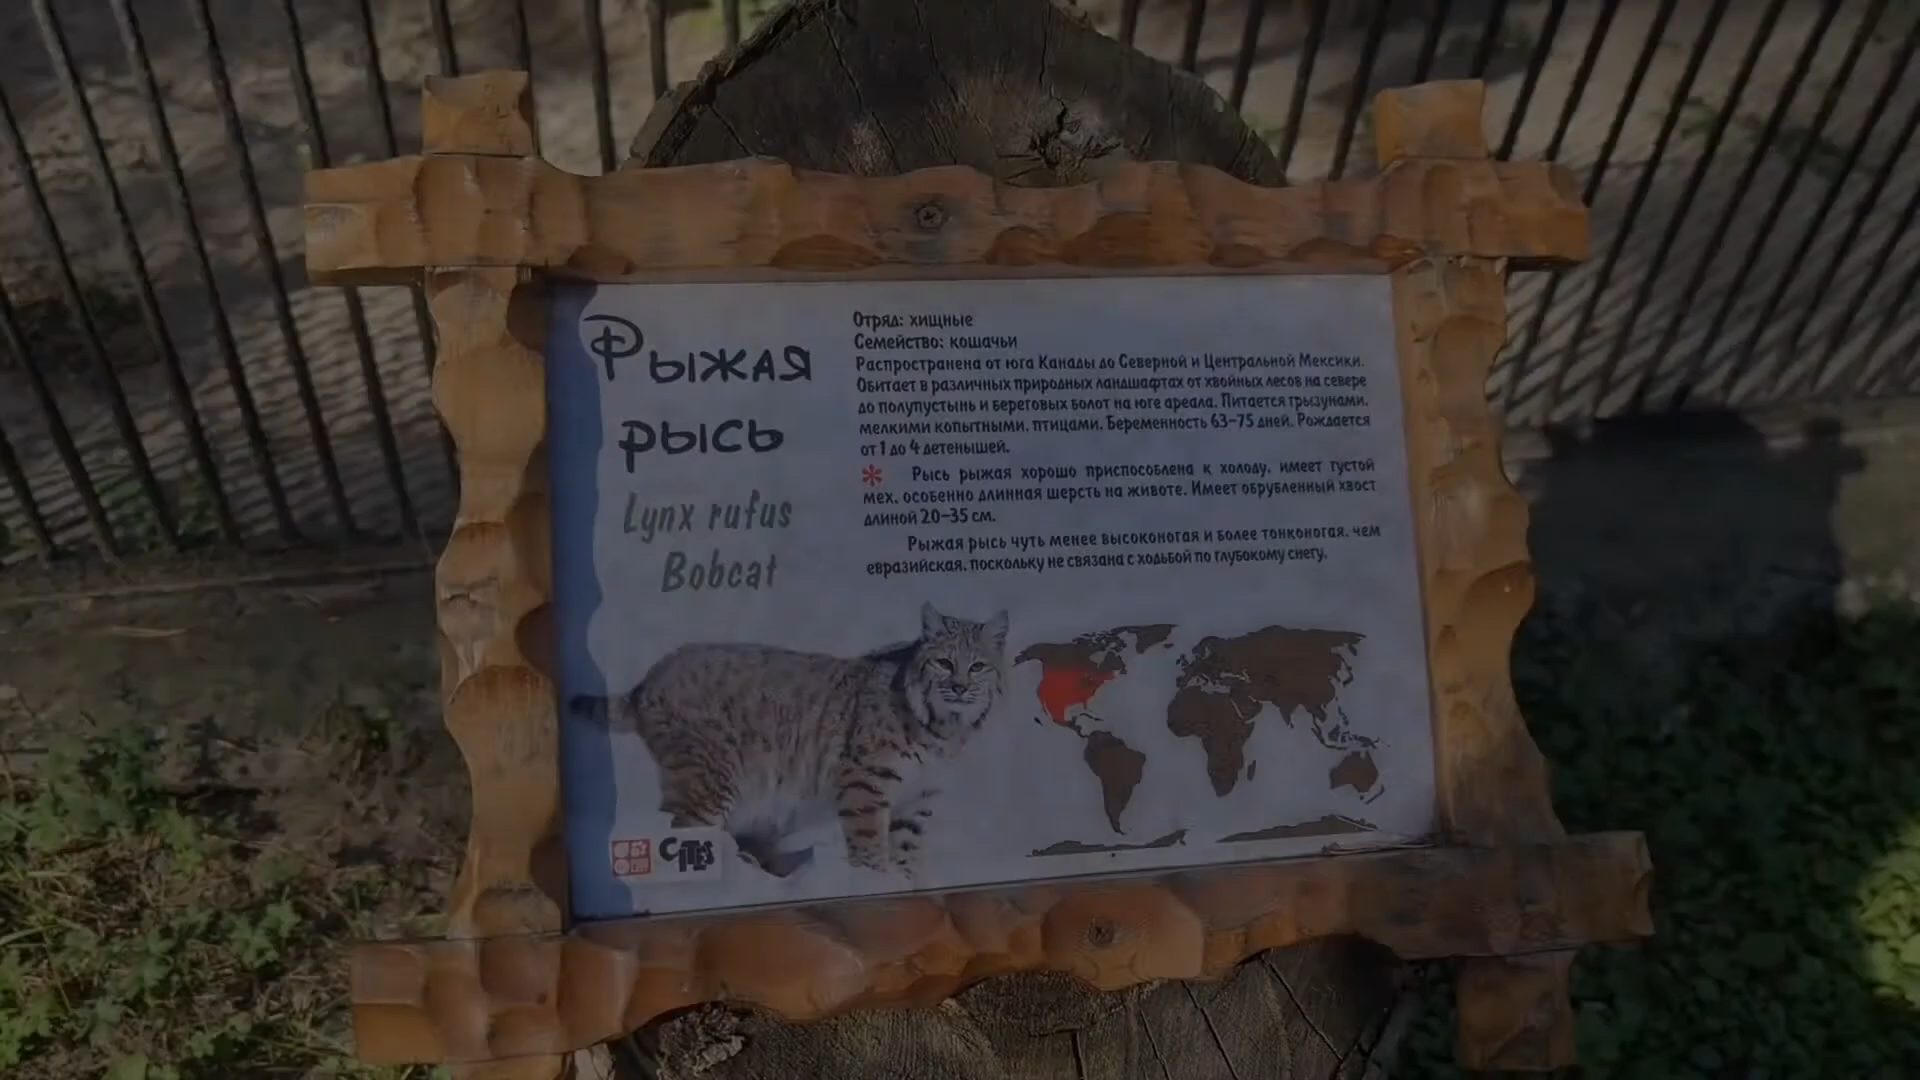 Рыжая
рысь
Lynx rufus
Bobcat
Отряд: хищные
Семейство: кошачьи
Распространена от юга Канады до Северной и Центральной Мексики.
Обитает в различных природных ландшафтах от хвойных лесов на севере
до полупустынь и береговых болот на юге ареала. Питается грызунами,
мелкими копытными, птицами. Беременность 63–75 дней. Рождается
от 1 до 4 детенышей.
* Рысь рыжая хорошо приспособлена к холоду, имеет густой
мех, особенно длинная шерсть на животе. Имеет обрубленный хвост
длиной 20–35 см.
Рыжая рысь чуть менее высоконогая и более тонконогая, чем
евразийская, поскольку не связана с ходьбой по глубокому снегу.
CITES